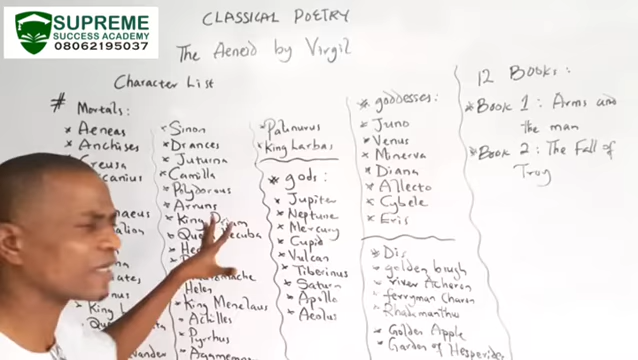 SUPREME
SUCCESS ACADEMY
08062195037
CLASSICAL POETRY
The Aeneid by Virgil
Character List
# Mortals:
* Aeneas
* Anchises
Creusa
* Sinon
* Drances
* Juturna
* Camilla
* Polydorous
* Arruns
* King Priam
Helen
* King Menelaus
* Achilles
* Pyrrhus
* Agamemn
* Palinurus
* King Larbas
* gods:
* Jupiter
* Neptune
* Mercury
* Cupid
* Vulcan
* Tiberinus
* Saturn
* Apollo
* Aeolus
* goddesses:
* Juno
* Venus
* Minerva
* Diana
* Allecto
* Cybele
* Eris
* Dis
* golden bough
* river Acheron
* ferryman Charon
* Rhadimanthus
* Golden Apple
* Garden of Hesperides
12 Books:
* Book 1: Arms and
the man
* Book 2: The Fall of
Troy